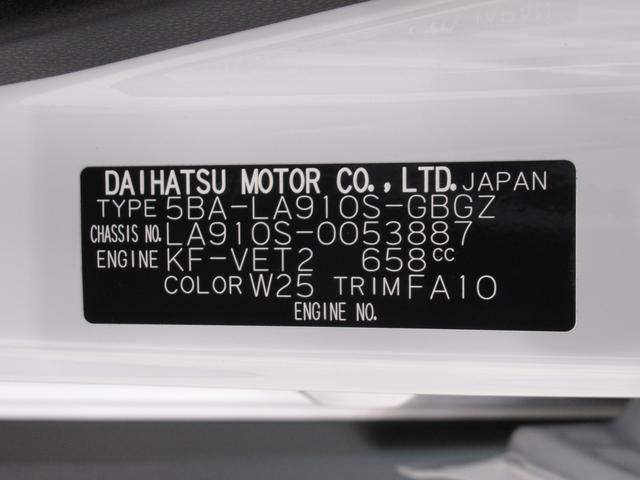 DAIHATSU MOTOR CO.,LTD. JAPAN
TYPE 5BA-LA910S-GBGZ
CHASSIS NO. LA910S-0053887
ENGINE KF-VET2 658CC
COLOR W25 TRIM FA10
ENGINE NO.